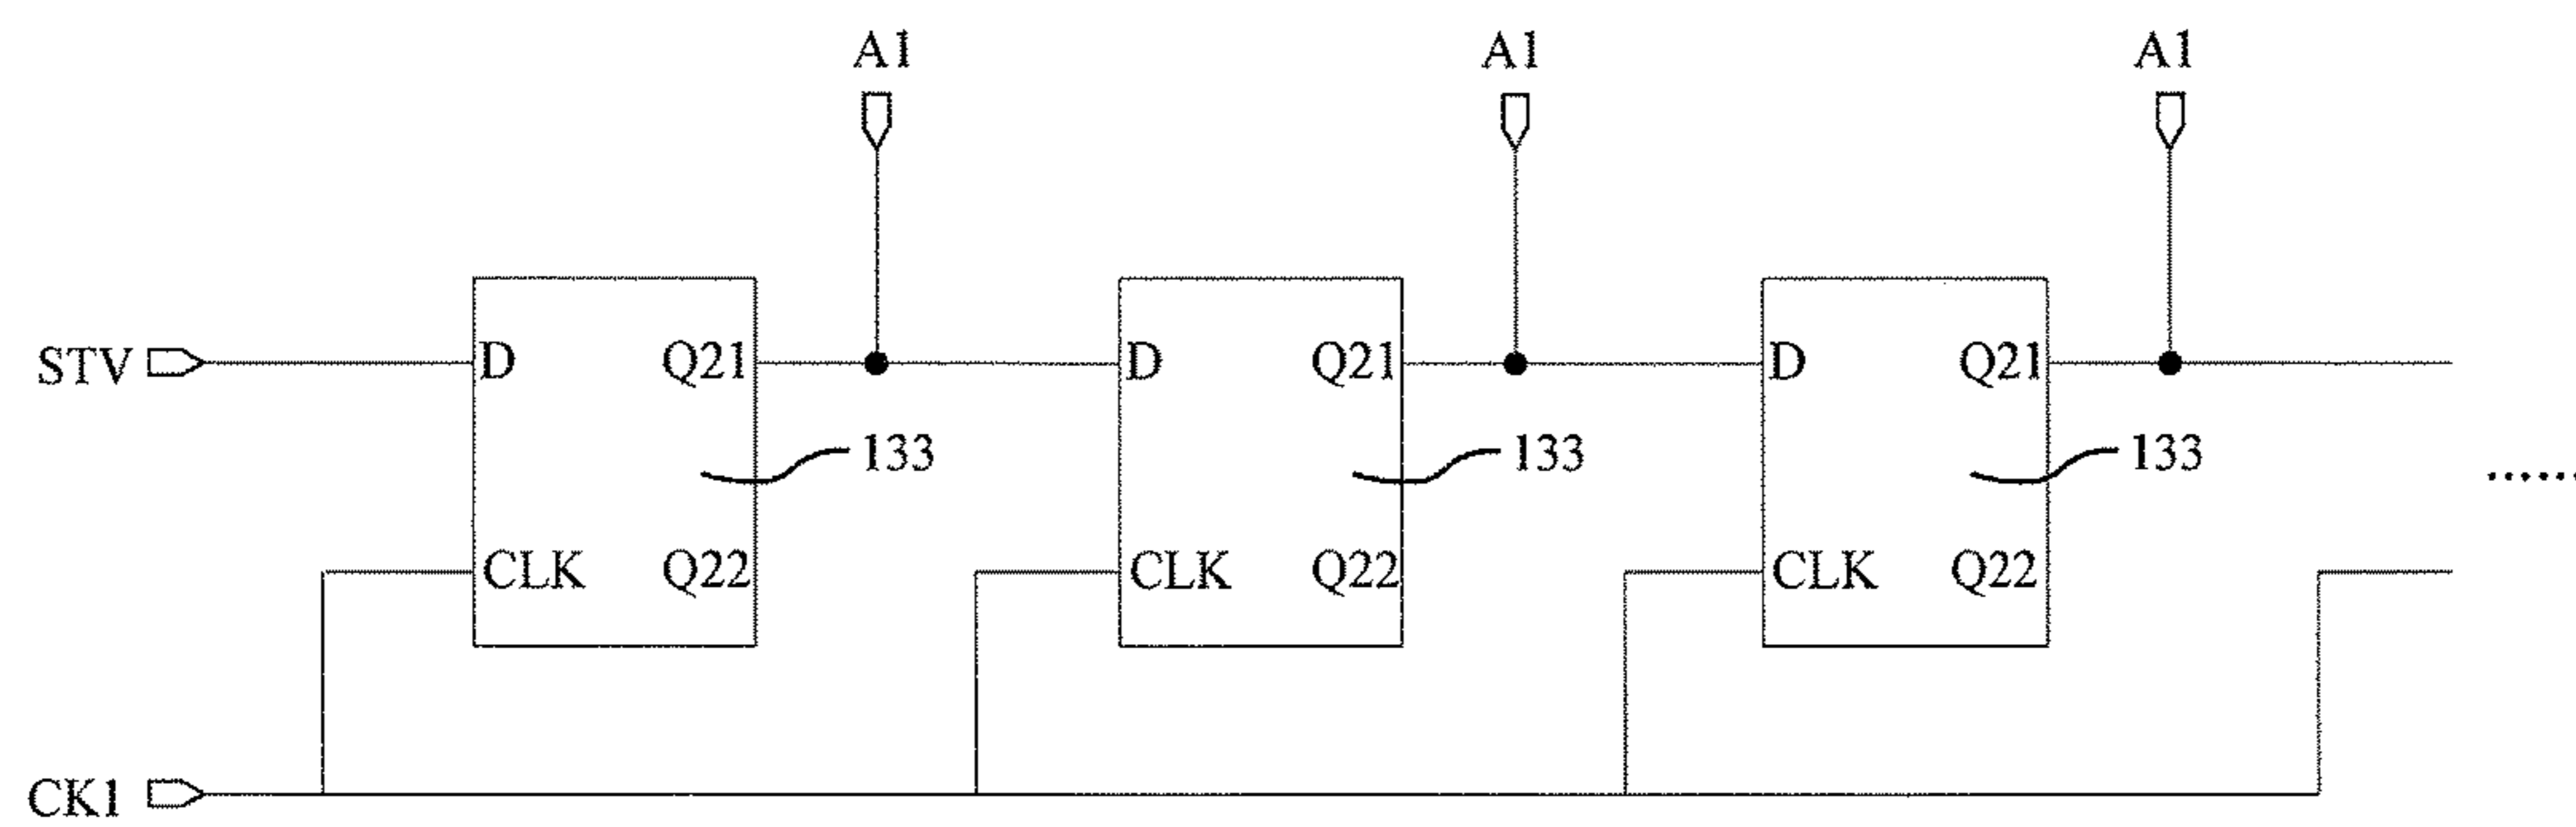 A1 A1 A1
STV D Q21 D Q21 D Q21
133 133 133
......
CLK Q22 CLK Q22 CLK Q22
CK1